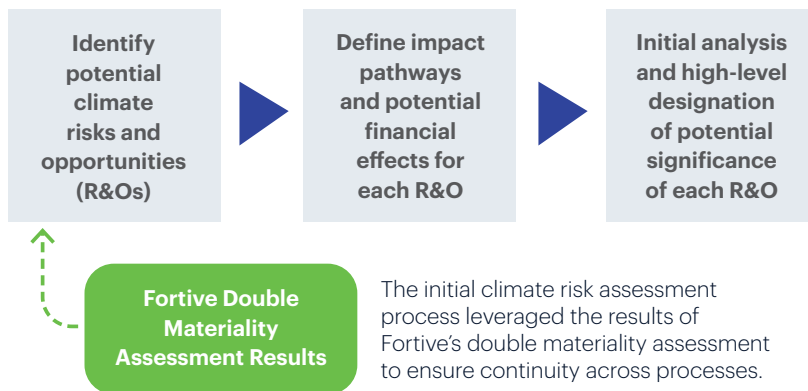 Identify
potential
climate
risks and
opportunities
(R&Os)
Define impact
pathways
and potential
financial
effects for
each R&O
Initial analysis
and high-level
designation
of potential
significance
of each R&O
Fortive Double
Materiality
Assessment Results
The initial climate risk assessment
process leveraged the results of
Fortive’s double materiality assessment
to ensure continuity across processes.